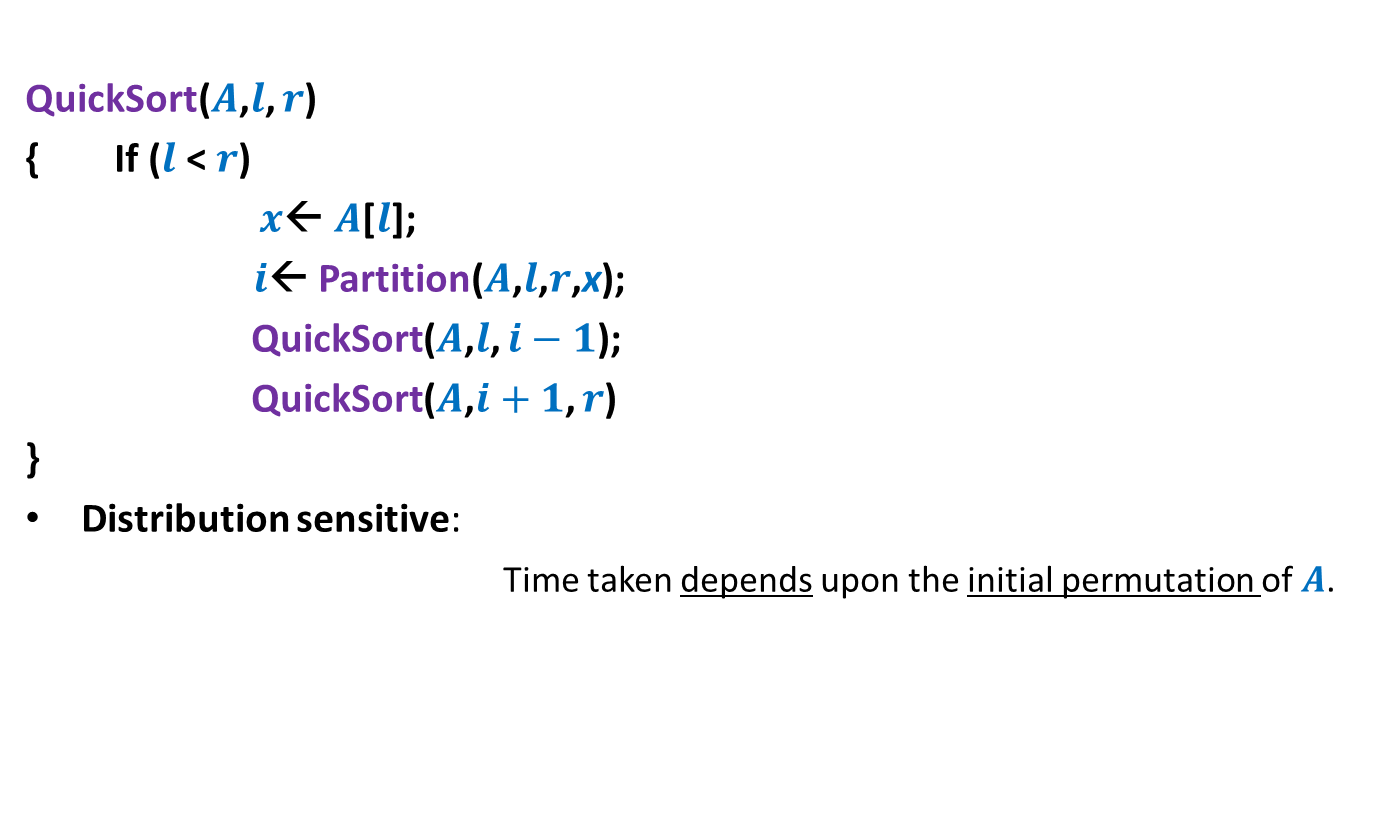 QuickSort(A,l, r)
{ If (l < r)
x← A[l];
i← Partition(A,l,r,x);
QuickSort(A,l, i − 1);
QuickSort(A,i + 1, r)
}
• Distribution sensitive:
Time taken depends upon the initial permutation of A.